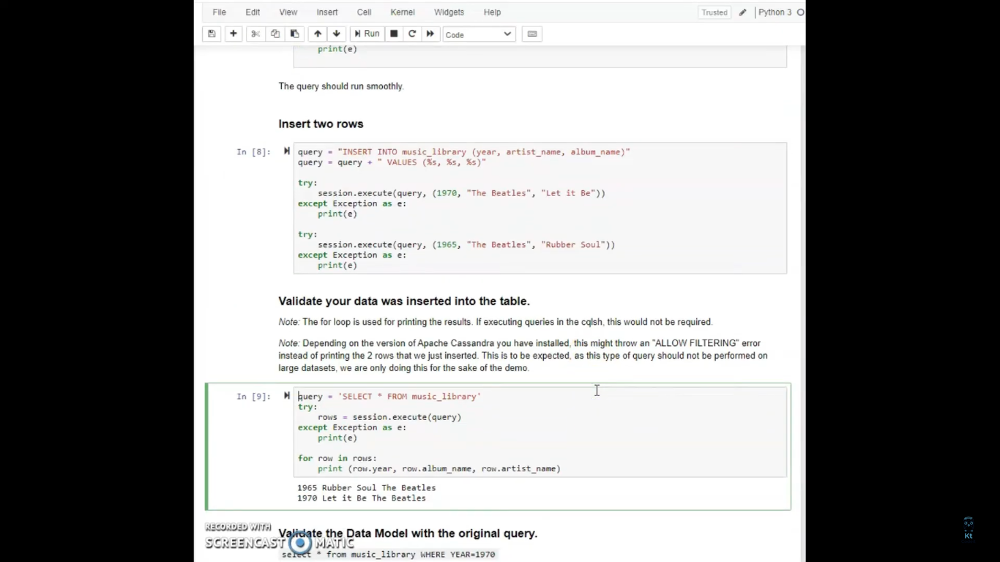 File Edit View Insert Cell Kernel Widgets Help Trusted Python 3
Run Code
print(e)
The query should run smoothly.
Insert two rows
In [8]:
query = "INSERT INTO music_library (year, artist_name, album_name)"
query = query + " VALUES (%s, %s, %s)"
try:
session.execute(query, (1970, "The Beatles", "Let it Be"))
except Exception as e:
print(e)
try:
session.execute(query, (1965, "The Beatles", "Rubber Soul"))
except Exception as e:
print(e)
Validate your data was inserted into the table.
Note: The for loop is used for printing the results. If executing queries in the cqlsh, this would not be required.
Note: Depending on the version of Apache Cassandra you have installed, this might throw an "ALLOW FILTERING" error
instead of printing the 2 rows that we just inserted. This is to be expected, as this type of query should not be performed on
large datasets, we are only doing this for the sake of the demo.
In [9]:
query = 'SELECT * FROM music_library'
try:
rows = session.execute(query)
except Exception as e:
print(e)
for row in rows:
print (row.year, row.album_name, row.artist_name)
1965 Rubber Soul The Beatles
1970 Let it Be The Beatles
Validate the Data Model with the original query.
select * from music_library WHERE YEAR=1970
RECORDED WITH
SCREENCAST MATIC
Kt